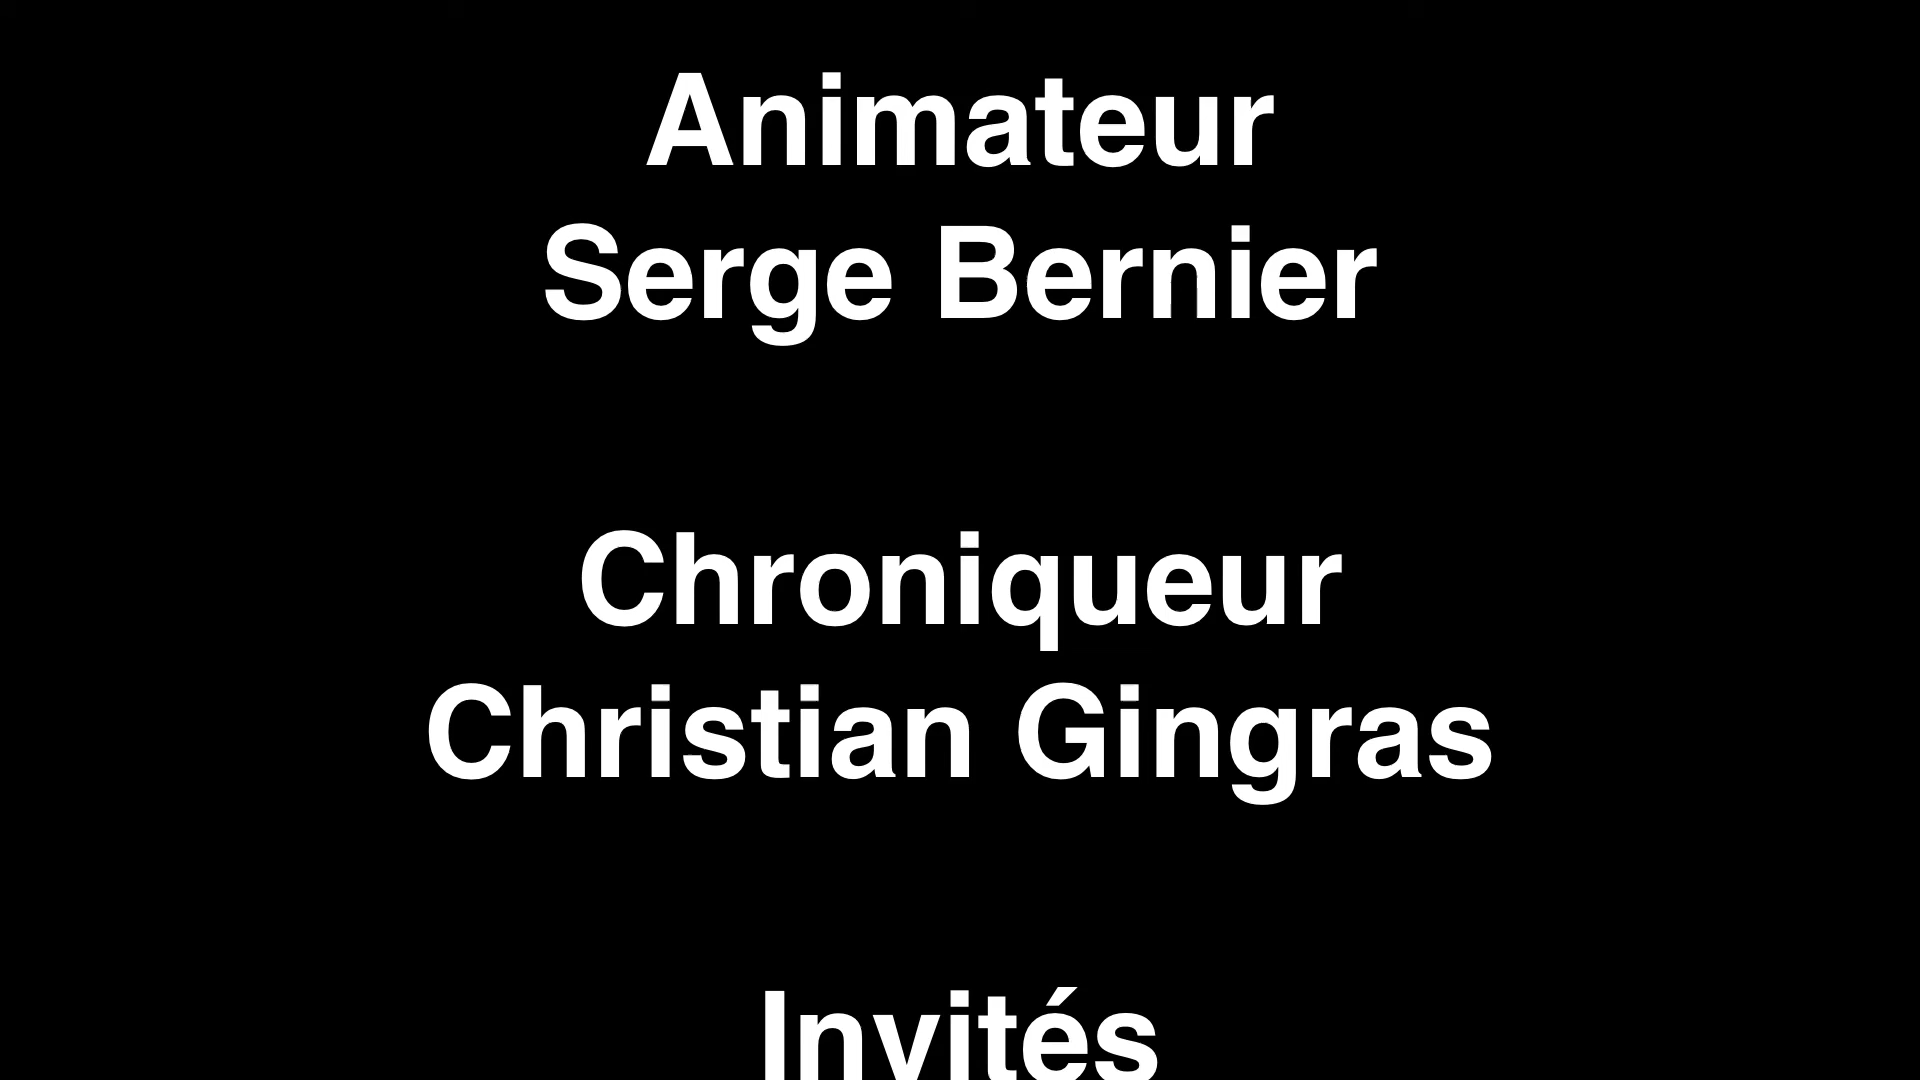 Animateur
Serge Bernier
Chroniqueur
Christian Gingras
Invités